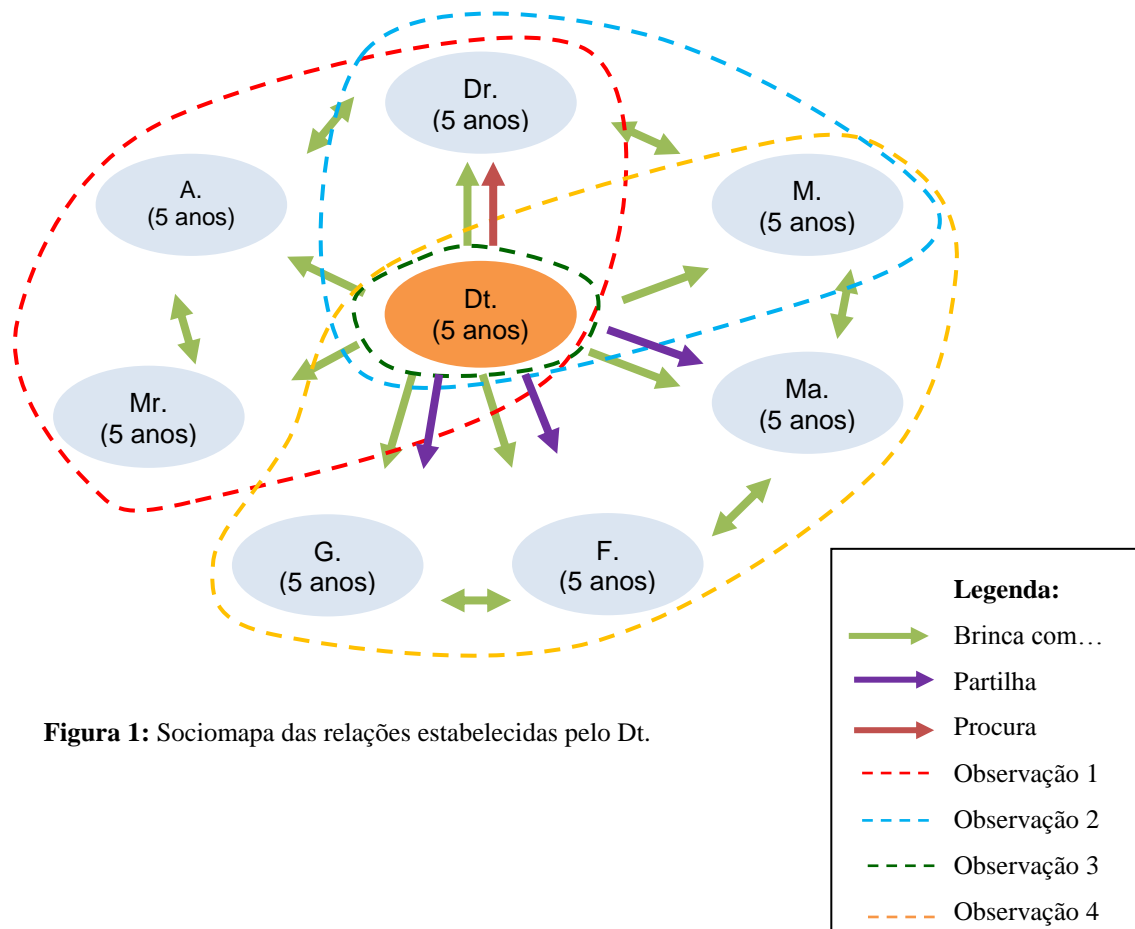 Dr.
(5 anos)
A.
(5 anos)
M.
(5 anos)
Dt.
(5 anos)
Mr.
(5 anos)
Ma.
(5 anos)
G.
(5 anos)
F.
(5 anos)
Legenda:
Brinca com…
Partilha
Procura
Observação 1
Observação 2
Observação 3
Observação 4
Figura 1: Sociomapa das relações estabelecidas pelo Dt.